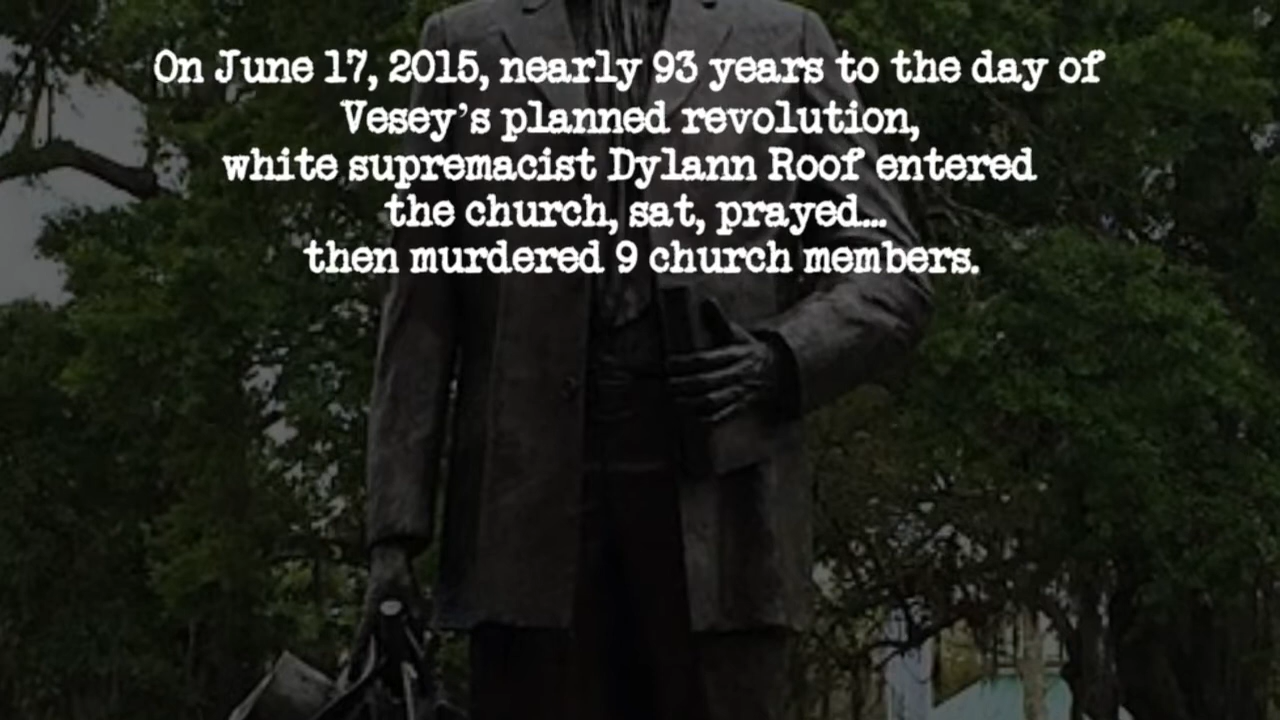 On June 17, 2015, nearly 93 years to the day of
Vesey's planned revolution,
white supremacist Dylann Roof entered
the church, sat, prayed...
then murdered 9 church members.